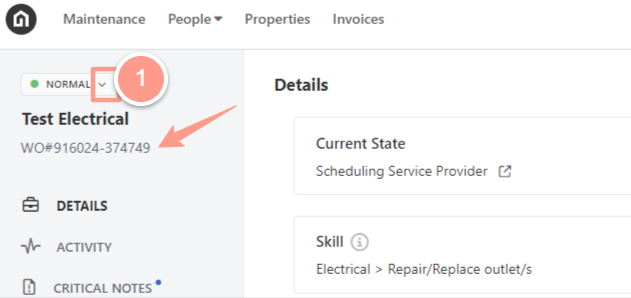 Maintenance People Properties Invoices
NORMAL
1
Test Electrical
WO#916024-374749
DETAILS
ACTIVITY
CRITICAL NOTES
Details
Current State
Scheduling Service Provider
Skill
Electrical > Repair/Replace outlet/s